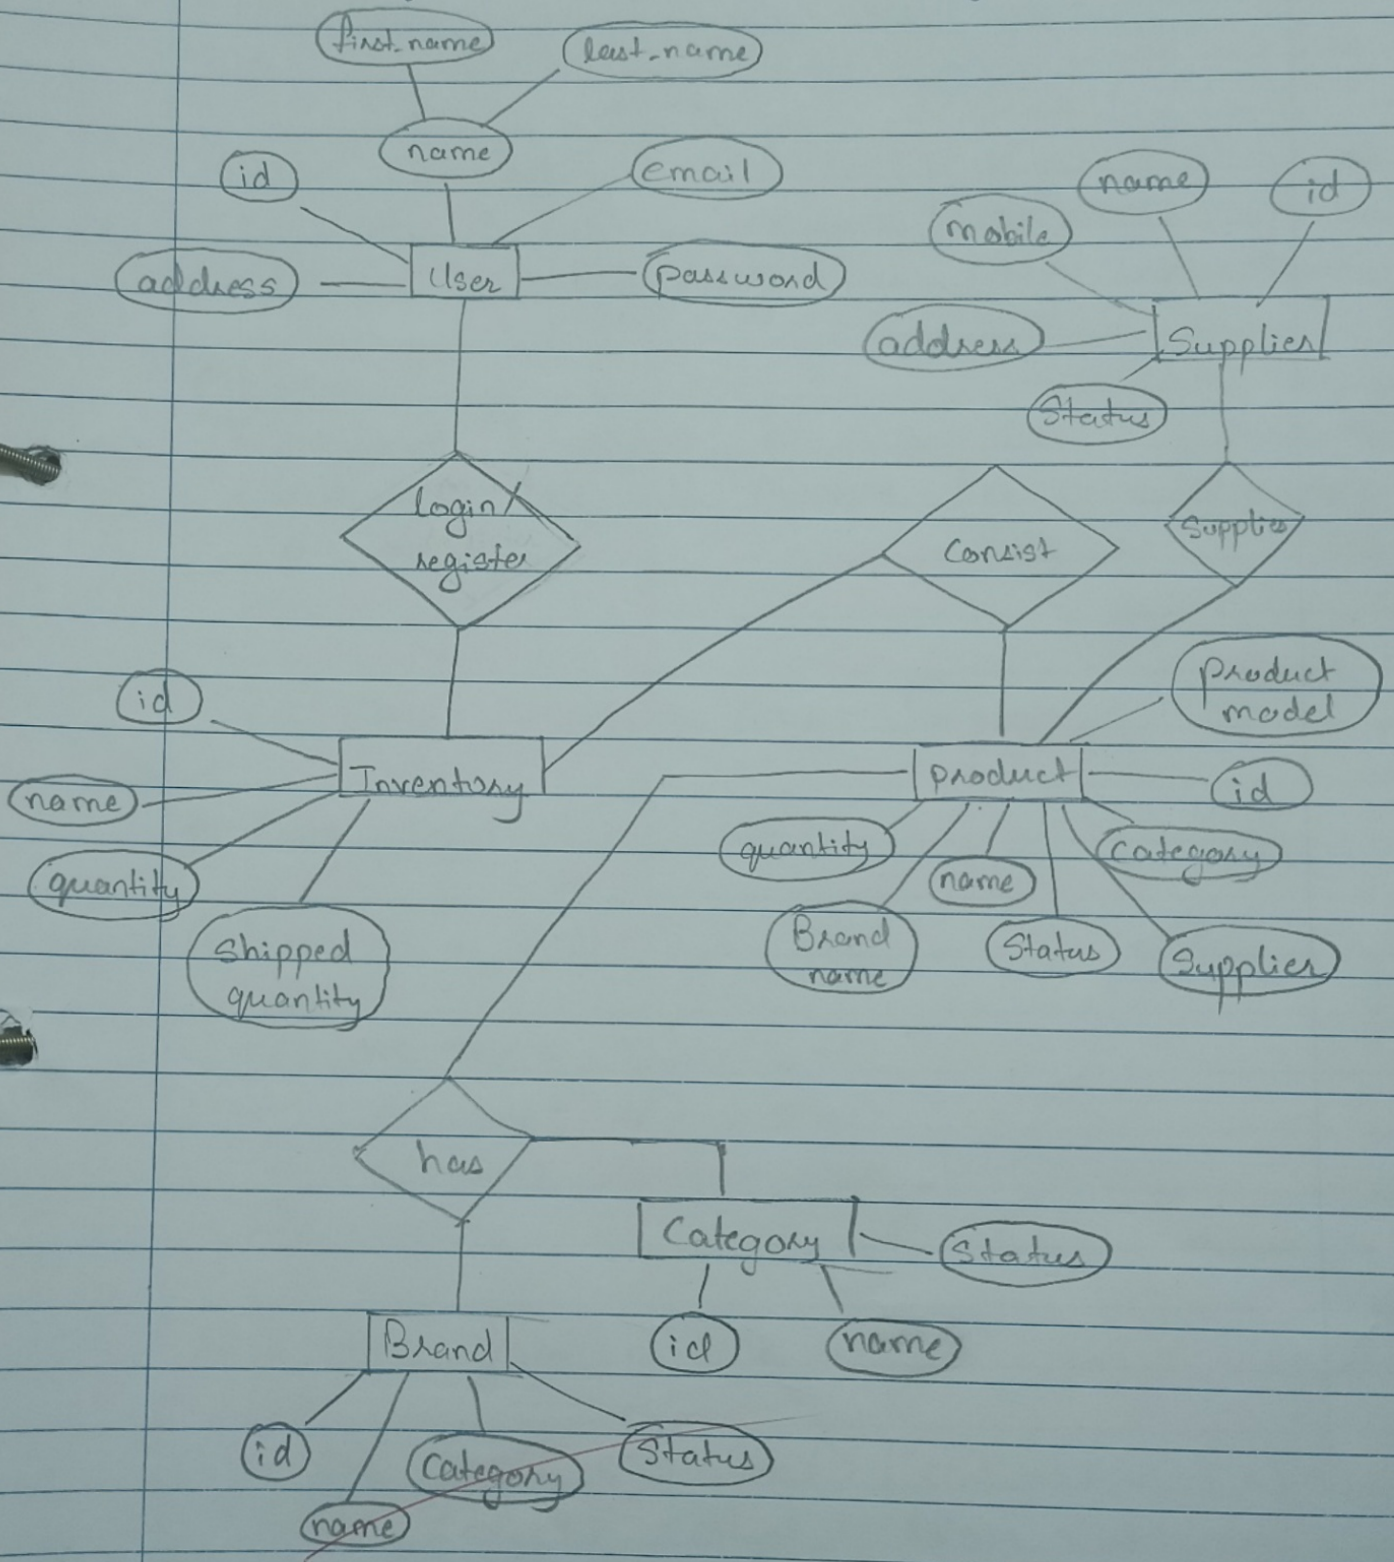 first_name
last_name
name
id
email
address
User
password
mobile
name
id
address
Supplier
Status
login/
register
Consist
Supplies
id
name
Inventory
quantity
Shipped
quantity
product
model
product
id
quantity
name
Category
Brand
name
Status
Supplier
has
Category
Status
Brand
id
name
id
Category
Status
name